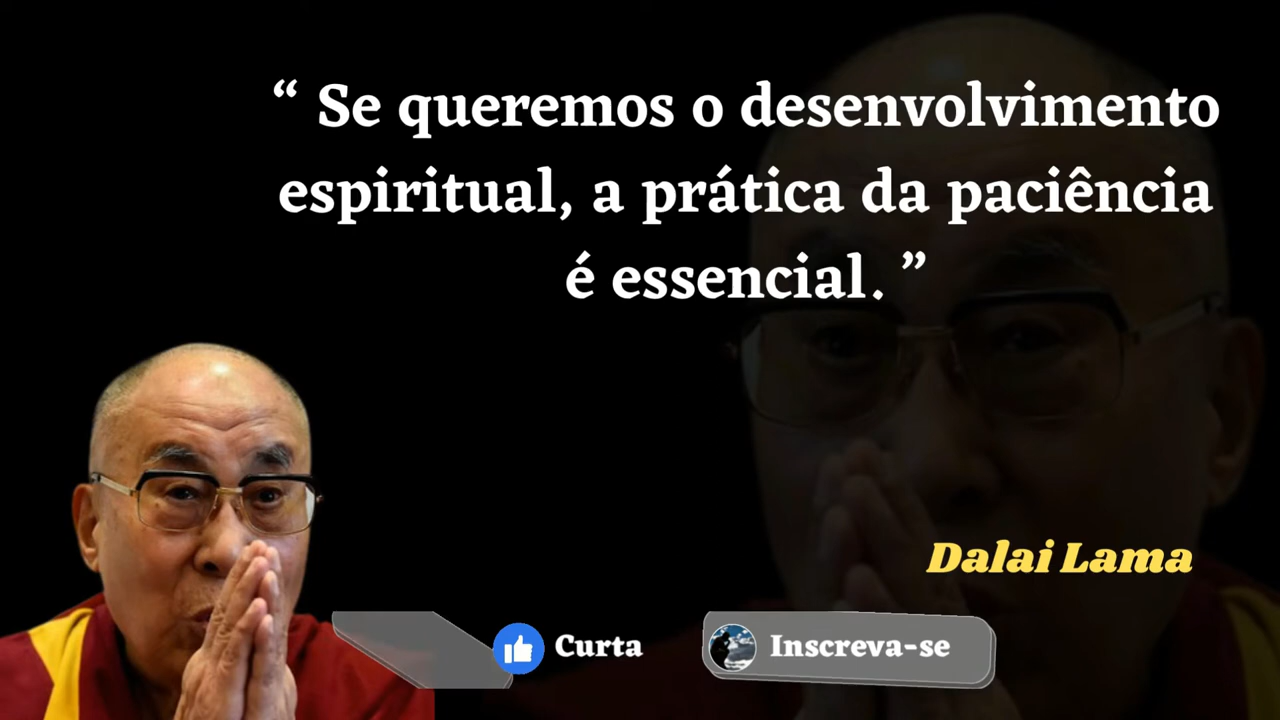 “ Se queremos o desenvolvimento
espiritual, a prática da paciência
é essencial. ”
Dalai Lama
Curta
Inscreva-se